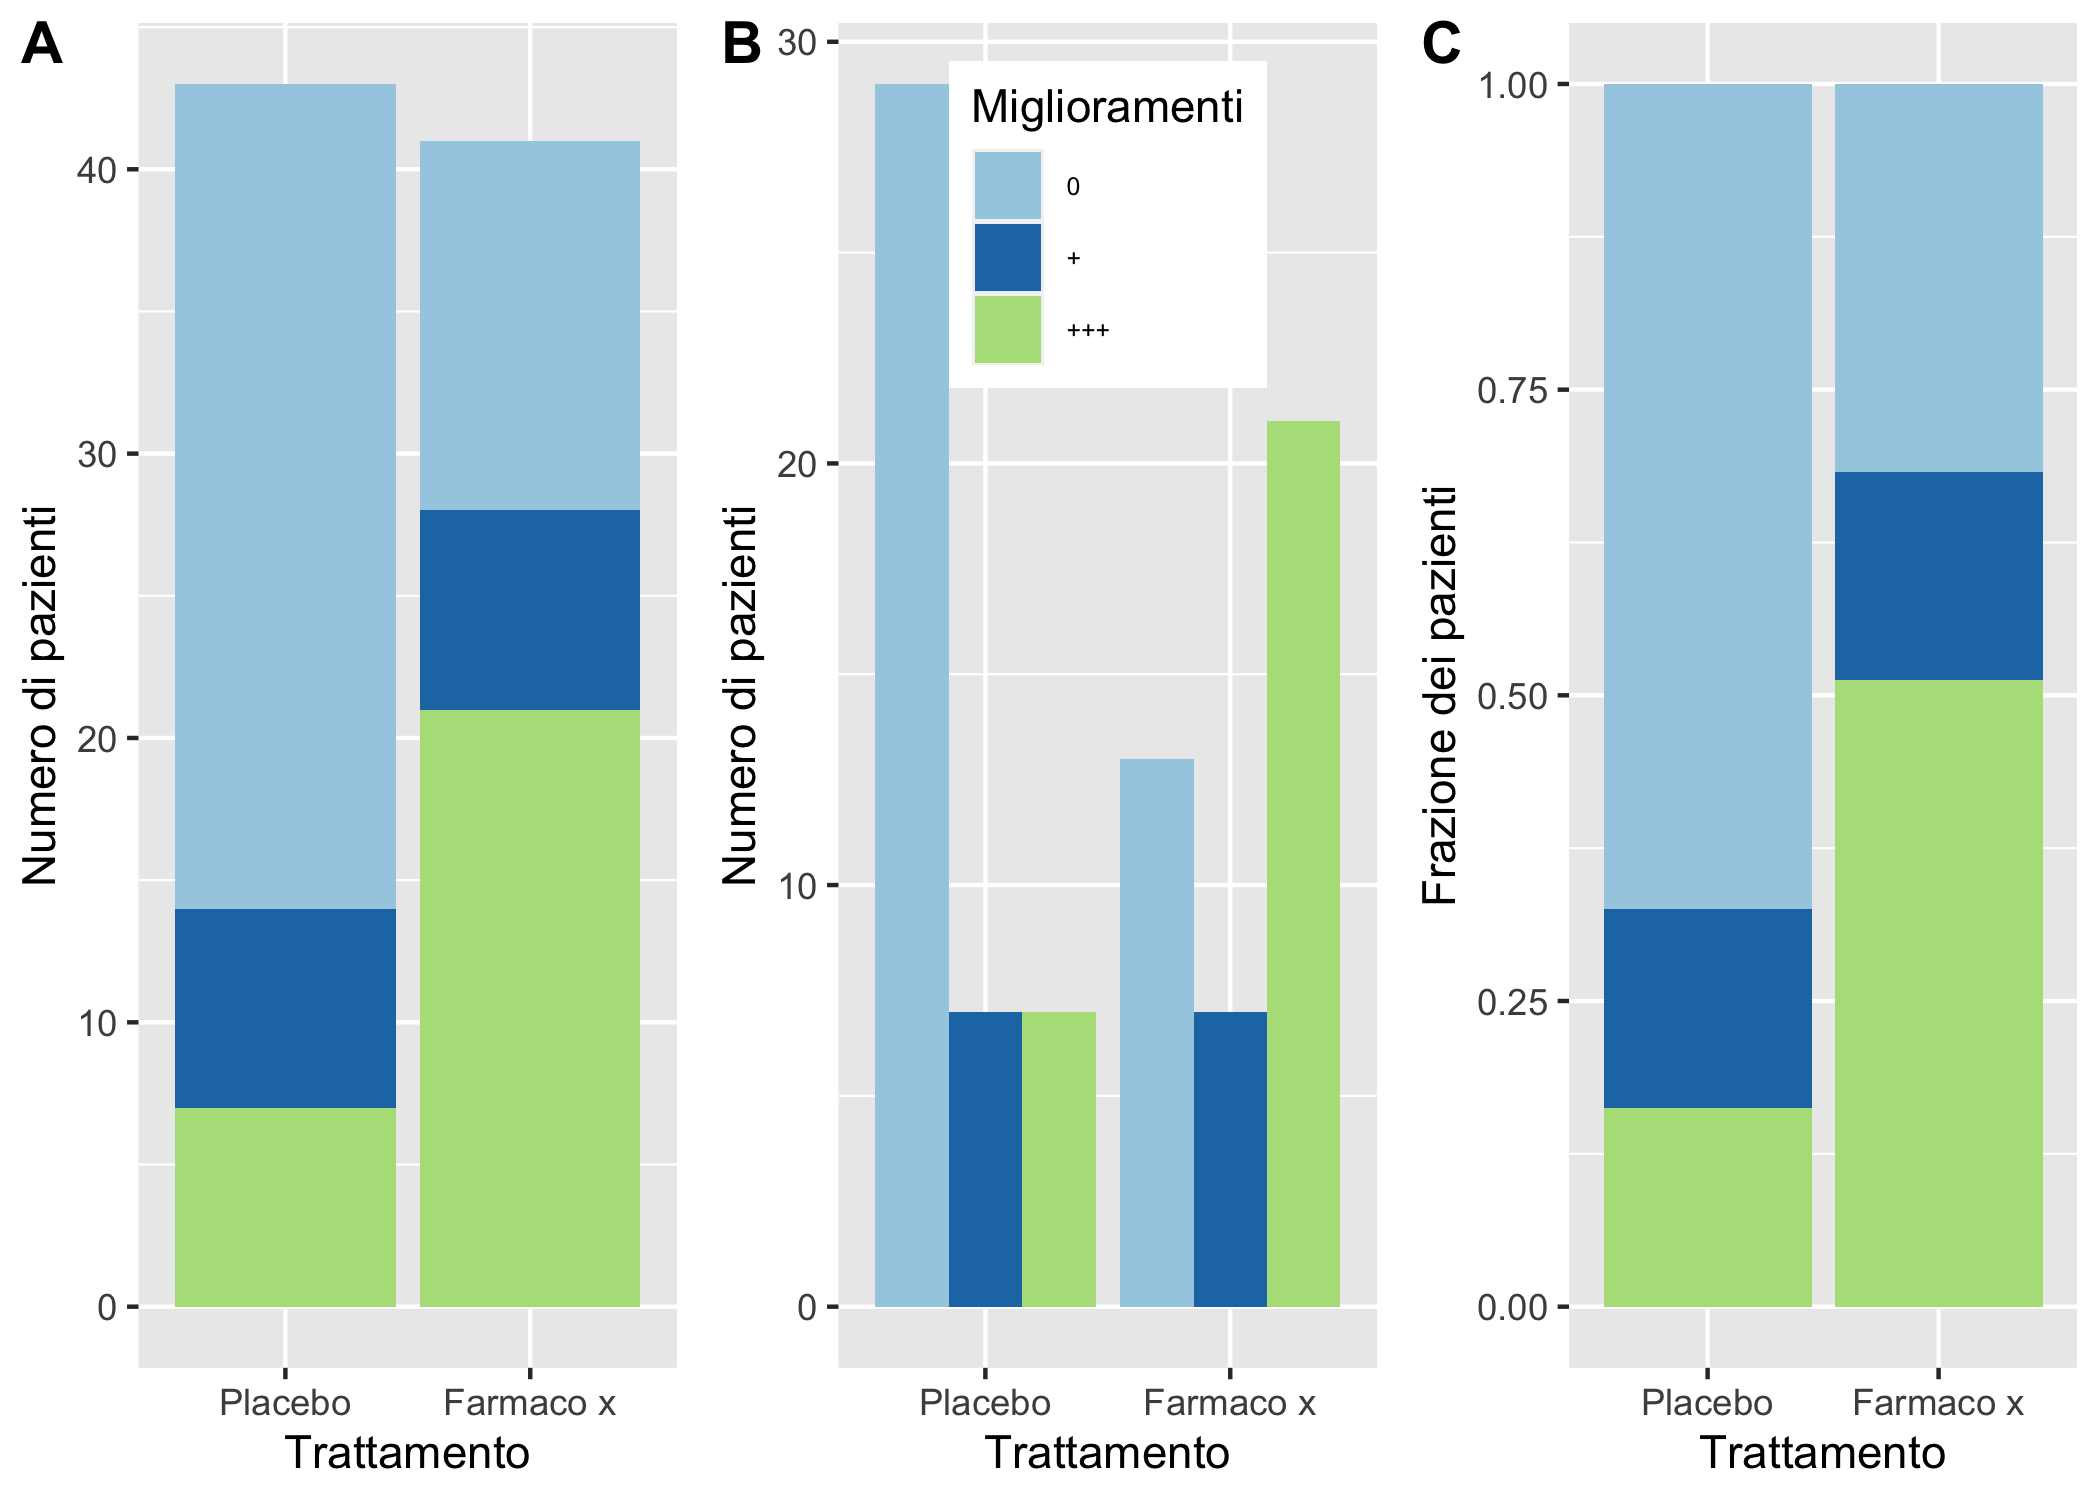 A
Numero di pazienti
40
30
20
10
0
Placebo
Farmaco x
Trattamento
B
Numero di pazienti
30
20
10
0
Miglioramenti
0
+
+++
Placebo
Farmaco x
Trattamento
C
Frazione dei pazienti
1.00
0.75
0.50
0.25
0.00
Placebo
Farmaco x
Trattamento